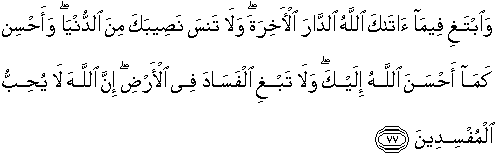 وَٱبْتَغِ فِيمَآ ءَاتَىٰكَ ٱللَّهُ ٱلدَّارَ ٱلْأَخِرَةَ ۖ وَلَا تَنسَ نَصِيبَكَ مِنَ ٱلدُّنْيَا ۖ وَأَحْسِن
كَمَآ أَحْسَنَ ٱللَّهُ إِلَيْكَ ۖ وَلَا تَبْغِ ٱلْفَسَادَ فِى ٱلْأَرْضِ ۖ إِنَّ ٱللَّهَ لَا يُحِبُّ
ٱلْمُفْسِدِينَ ٧٧